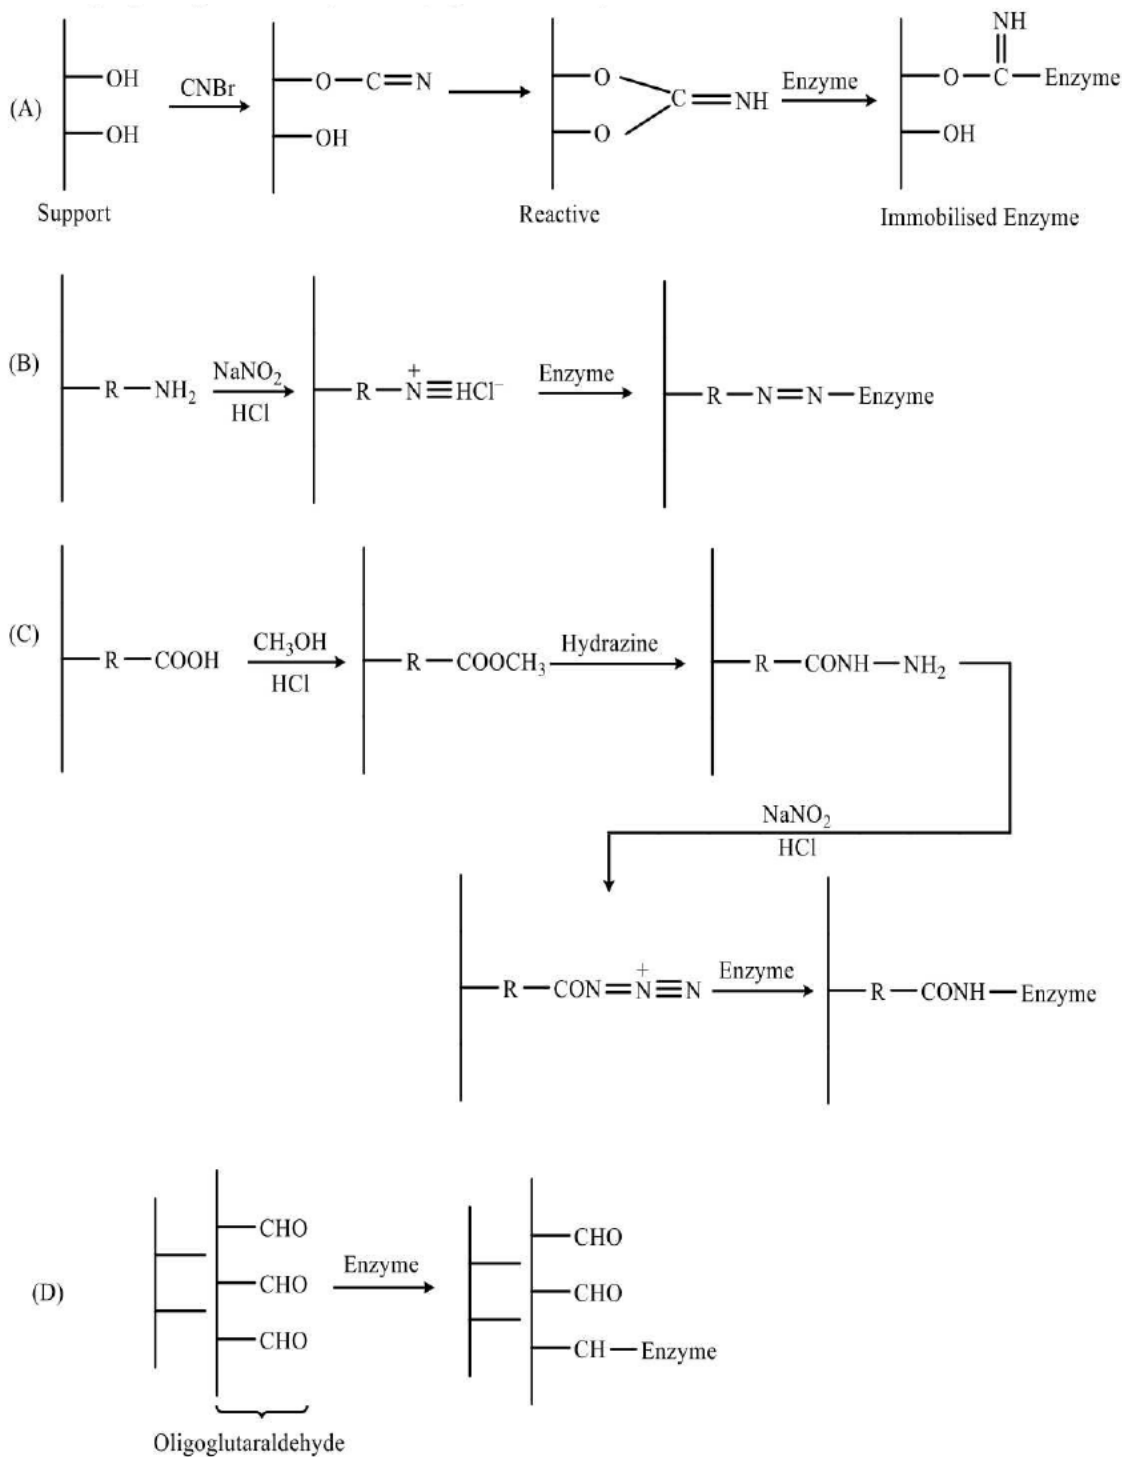 (A)
OH
OH
Support
CNBr
O—C=N
OH
O
O
C=NH
Reactive
Enzyme
NH
O—C—Enzyme
OH
Immobilised Enzyme
(B)
R—NH₂
NaNO₂
HCl
R—N⁺≡HCl⁻
Enzyme
R—N=N—Enzyme
(C)
R—COOH
CH₃OH
HCl
R—COOCH₃
Hydrazine
R—CONH—NH₂
NaNO₂
HCl
R—CON=N⁺≡N
Enzyme
R—CONH—Enzyme
(D)
CHO
CHO
CHO
Oligoglutaraldehyde
Enzyme
CHO
CHO
CH—Enzyme